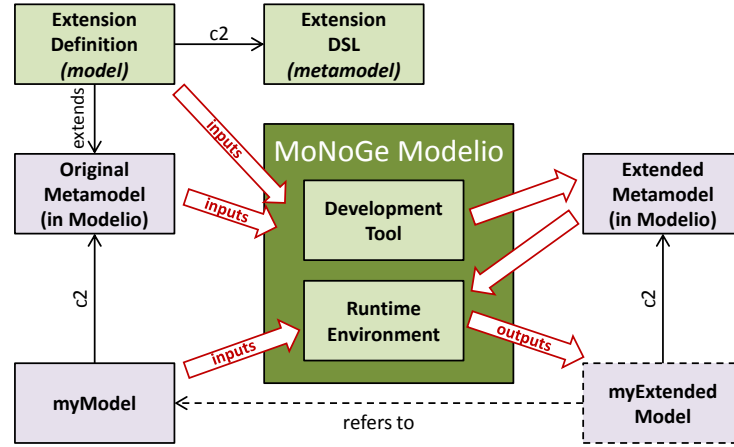 Extension
Definition
(model)
c2
Extension
DSL
(metamodel)
extends
inputs
MoNoGe Modelio
Original
Metamodel
(in Modelio)
inputs
Development
Tool
Extended
Metamodel
(in Modelio)
c2
Runtime
Environment
c2
inputs
outputs
myModel
refers to
myExtended
Model